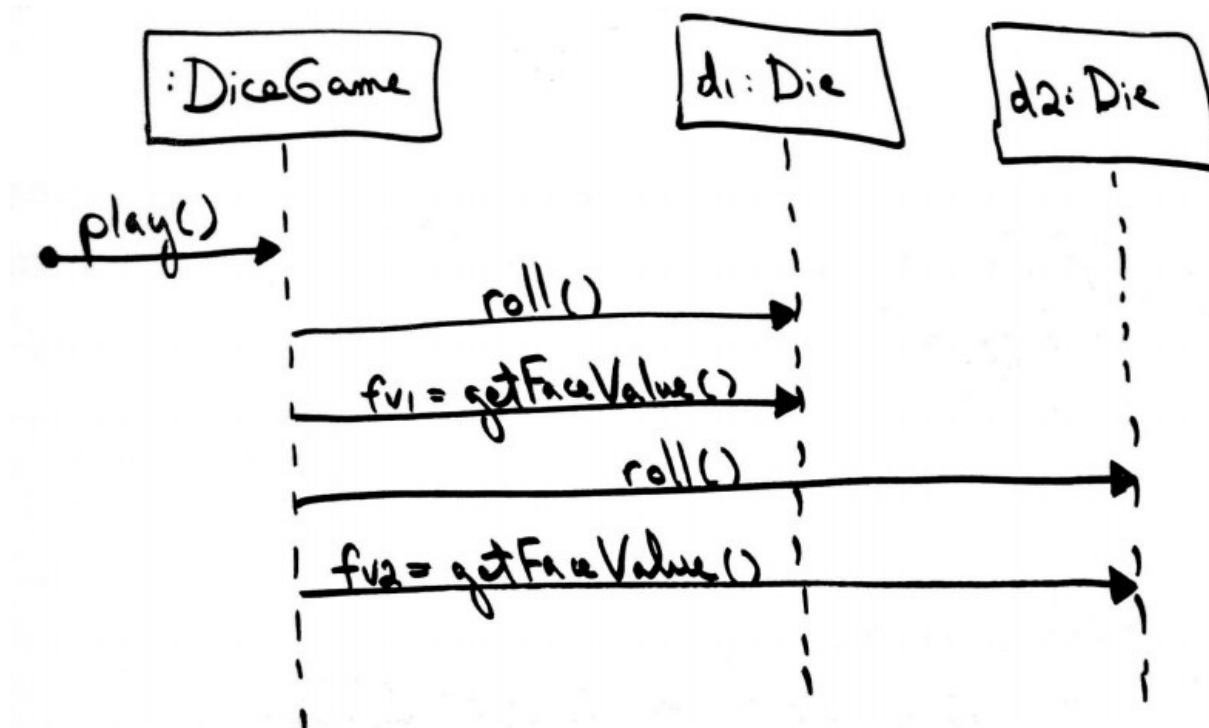 :DiceGame
d1: Die
d2: Die
play()
roll()
fv1 = getFaceValue()
roll()
fv2 = getFaceValue()